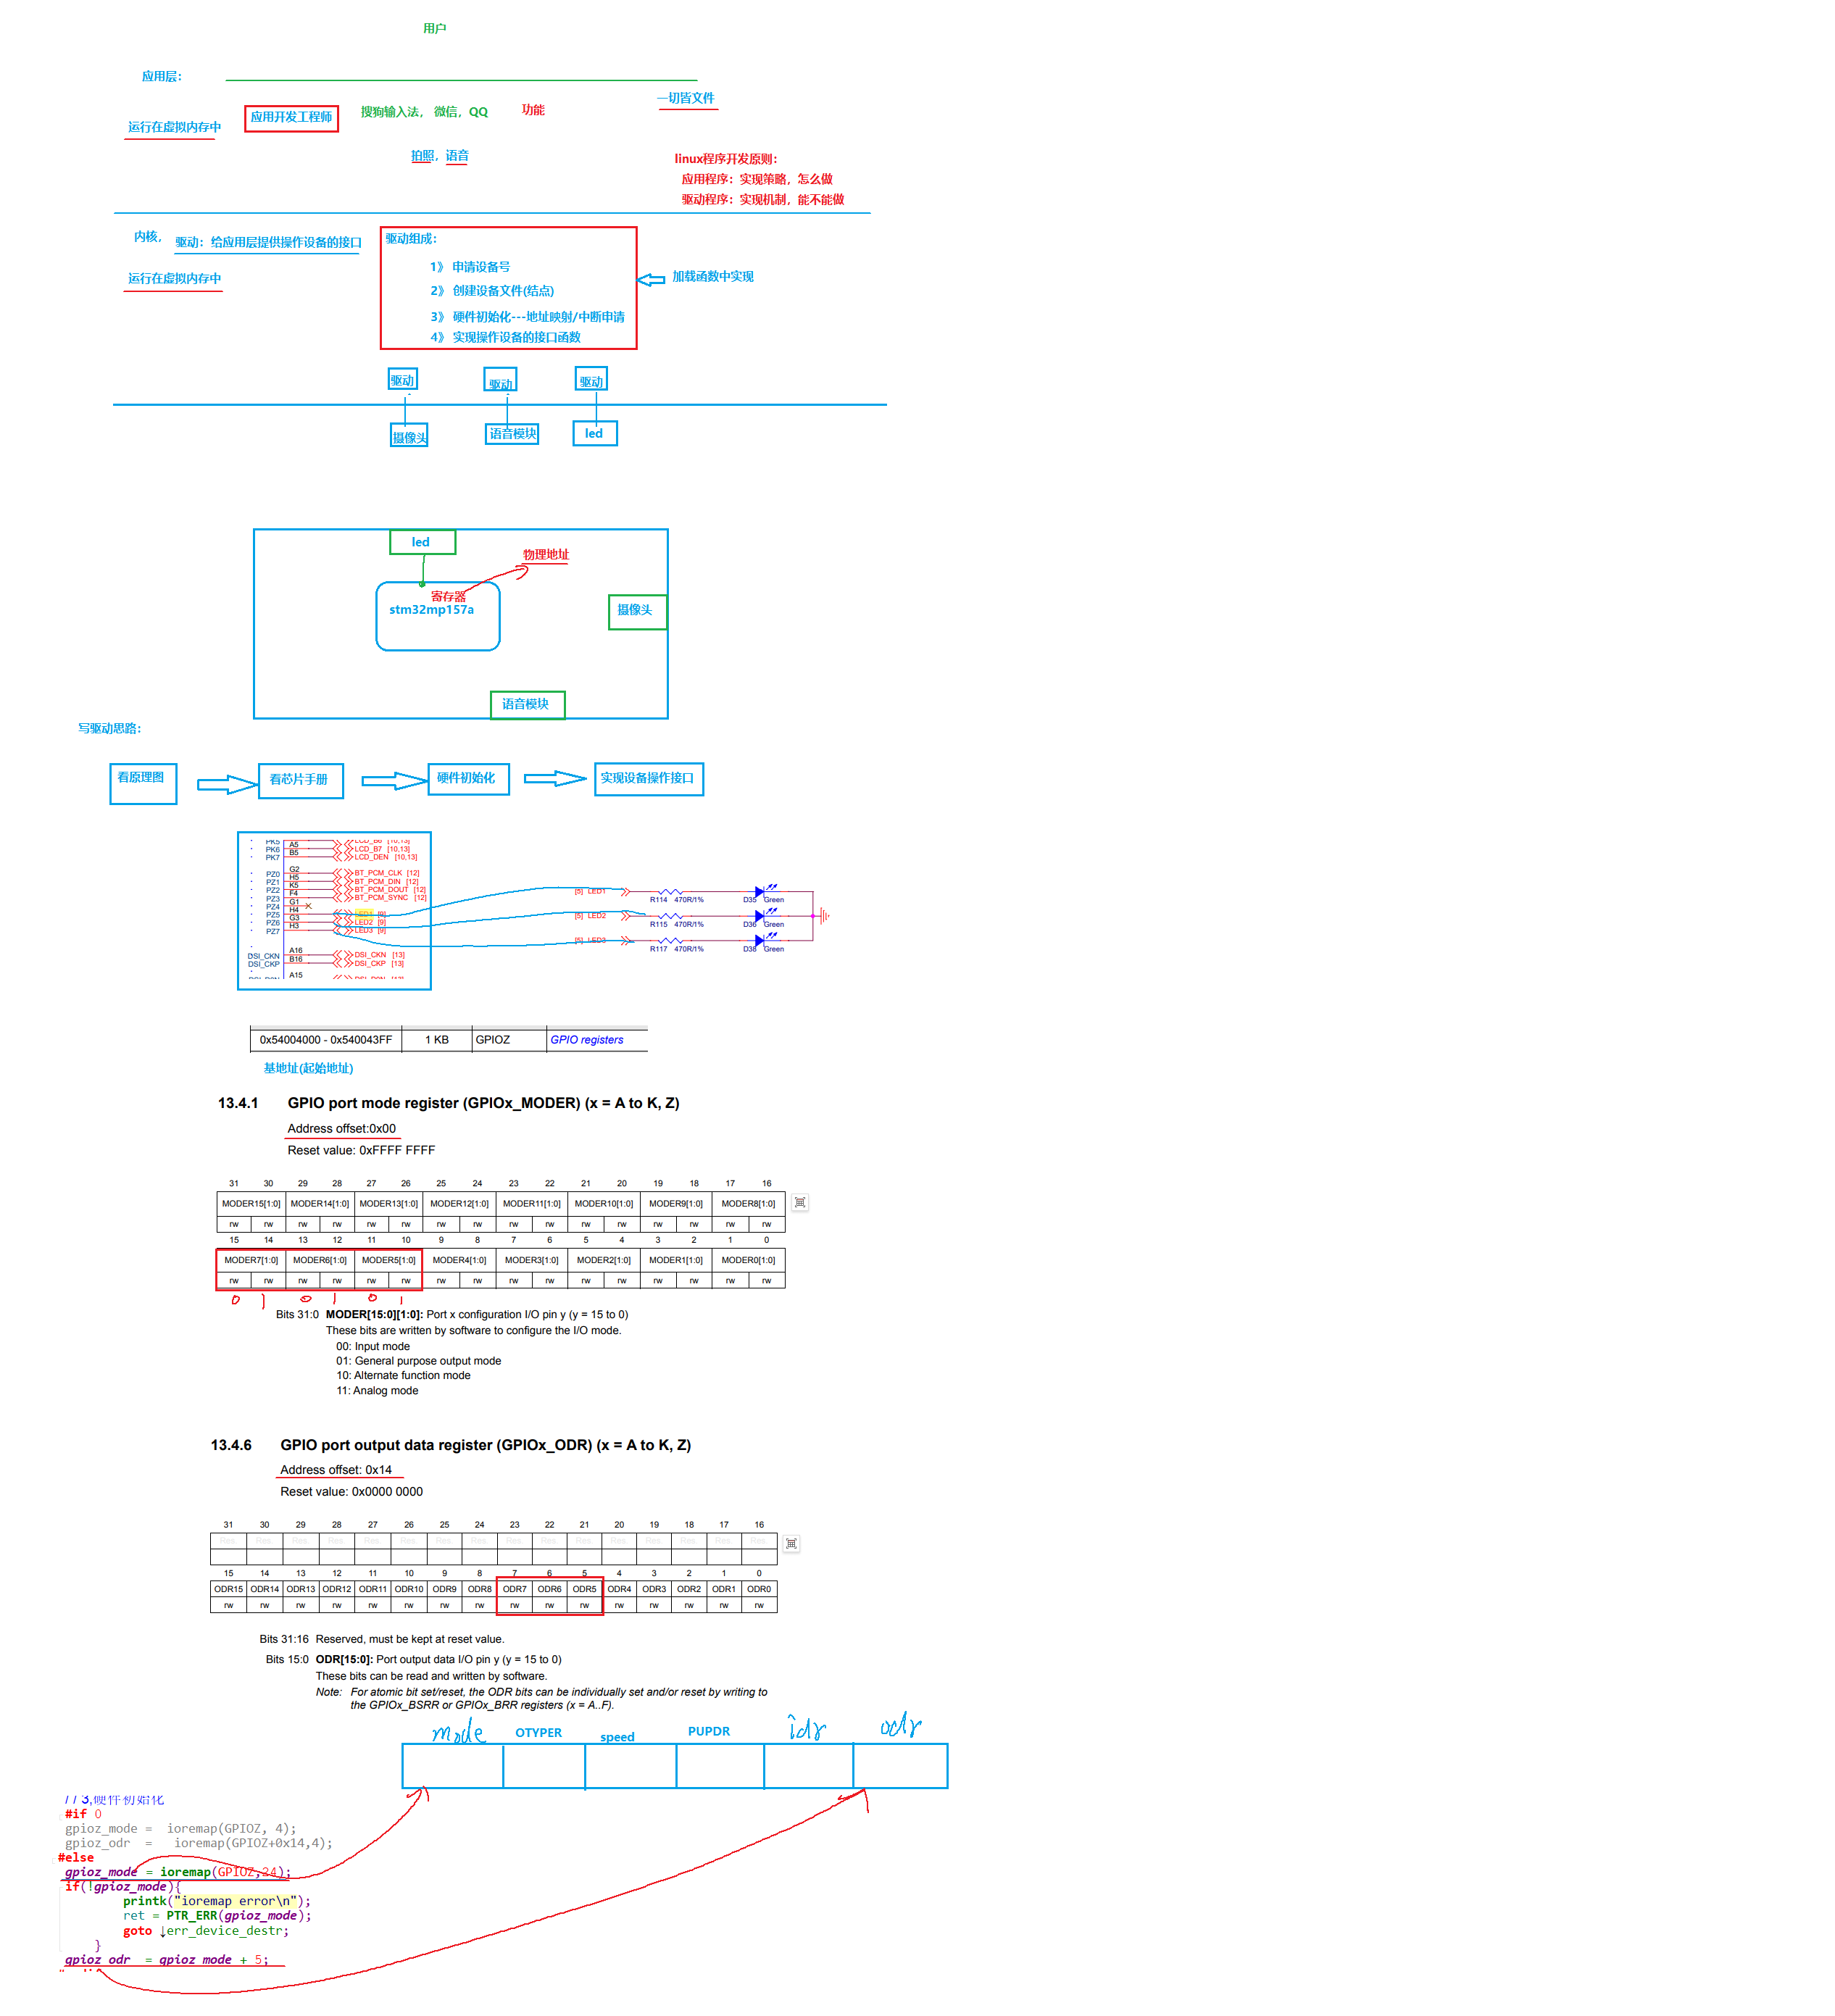 用户
应用层：
一切皆文件
应用开发工程师
搜狗输入法， 微信，QQ
功能
运行在虚拟内存中
拍照，语音
linux程序开发原则：
应用程序：实现策略，怎么做
驱动程序：实现机制，能不能做
内核，
驱动：给应用层提供操作设备的接口
运行在虚拟内存中
驱动组成：
1》 申请设备号
2》 创建设备文件(结点)
3》 硬件初始化---地址映射/中断申请
4》 实现操作设备的接口函数
加载函数中实现
驱动 驱动 驱动
摄像头 语音模块 led
led
物理地址
寄存器
stm32mp157a
摄像头
语音模块
写驱动思路：
看原理图 看芯片手册 硬件初始化 实现设备操作接口
PK5 LCD_B6 [10,13]
PK6 A5 LCD_B7 [10,13]
PK7 B5 LCD_DEN [10,13]
PZ0 G2 BT_PCM_CLK [12]
PZ1 H5 BT_PCM_DIN [12]
PZ2 K5 BT_PCM_DOUT [12]
PZ3 F4 BT_PCM_SYNC [12]
PZ4 G1
PZ5 H4 LED1 [9]
PZ6 G3 LED2 [9]
PZ7 H3 LED3 [9]
DSI_CKN A16 DSI_CKN [13]
DSI_CKP B16 DSI_CKP [13]
A15
[5] LED1
R114 470R/1% D35 Green
[5] LED2
R115 470R/1% D36 Green
[5] LED3
R117 470R/1% D38 Green
0x54004000 - 0x540043FF 1 KB GPIOZ GPIO registers
基地址(起始地址)
13.4.1 GPIO port mode register (GPIOx_MODER) (x = A to K, Z)
Address offset:0x00
Reset value: 0xFFFF FFFF
31 30 29 28 27 26 25 24 23 22 21 20 19 18 17 16
MODER15[1:0] MODER14[1:0] MODER13[1:0] MODER12[1:0] MODER11[1:0] MODER10[1:0] MODER9[1:0] MODER8[1:0]
rw rw rw rw rw rw rw rw rw rw rw rw rw rw rw rw
15 14 13 12 11 10 9 8 7 6 5 4 3 2 1 0
MODER7[1:0] MODER6[1:0] MODER5[1:0] MODER4[1:0] MODER3[1:0] MODER2[1:0] MODER1[1:0] MODER0[1:0]
rw rw rw rw rw rw rw rw rw rw rw rw rw rw rw rw
0 1 0 1 0 1
Bits 31:0 MODER[15:0][1:0]: Port x configuration I/O pin y (y = 15 to 0)
These bits are written by software to configure the I/O mode.
00: Input mode
01: General purpose output mode
10: Alternate function mode
11: Analog mode
13.4.6 GPIO port output data register (GPIOx_ODR) (x = A to K, Z)
Address offset: 0x14
Reset value: 0x0000 0000
31 30 29 28 27 26 25 24 23 22 21 20 19 18 17 16
Res. Res. Res. Res. Res. Res. Res. Res. Res. Res. Res. Res. Res. Res. Res. Res.
15 14 13 12 11 10 9 8 7 6 5 4 3 2 1 0
ODR15 ODR14 ODR13 ODR12 ODR11 ODR10 ODR9 ODR8 ODR7 ODR6 ODR5 ODR4 ODR3 ODR2 ODR1 ODR0
rw rw rw rw rw rw rw rw rw rw rw rw rw rw rw rw
Bits 31:16 Reserved, must be kept at reset value.
Bits 15:0 ODR[15:0]: Port output data I/O pin y (y = 15 to 0)
These bits can be read and written by software.
Note: For atomic bit set/reset, the ODR bits can be individually set and/or reset by writing to
the GPIOx_BSRR or GPIOx_BRR registers (x = A..F).
mode OTYPER speed PUPDR idr odr
// 3,硬件初始化
#if 0
gpioz_mode = ioremap(GPIOZ, 4);
gpioz_odr = ioremap(GPIOZ+0x14,4);
#else
gpioz_mode = ioremap(GPIOZ,24);
if(!gpioz_mode){
printk("ioremap error\n");
ret = PTR_ERR(gpioz_mode);
goto ↓err_device_destr;
}
gpioz_odr = gpioz_mode + 5;